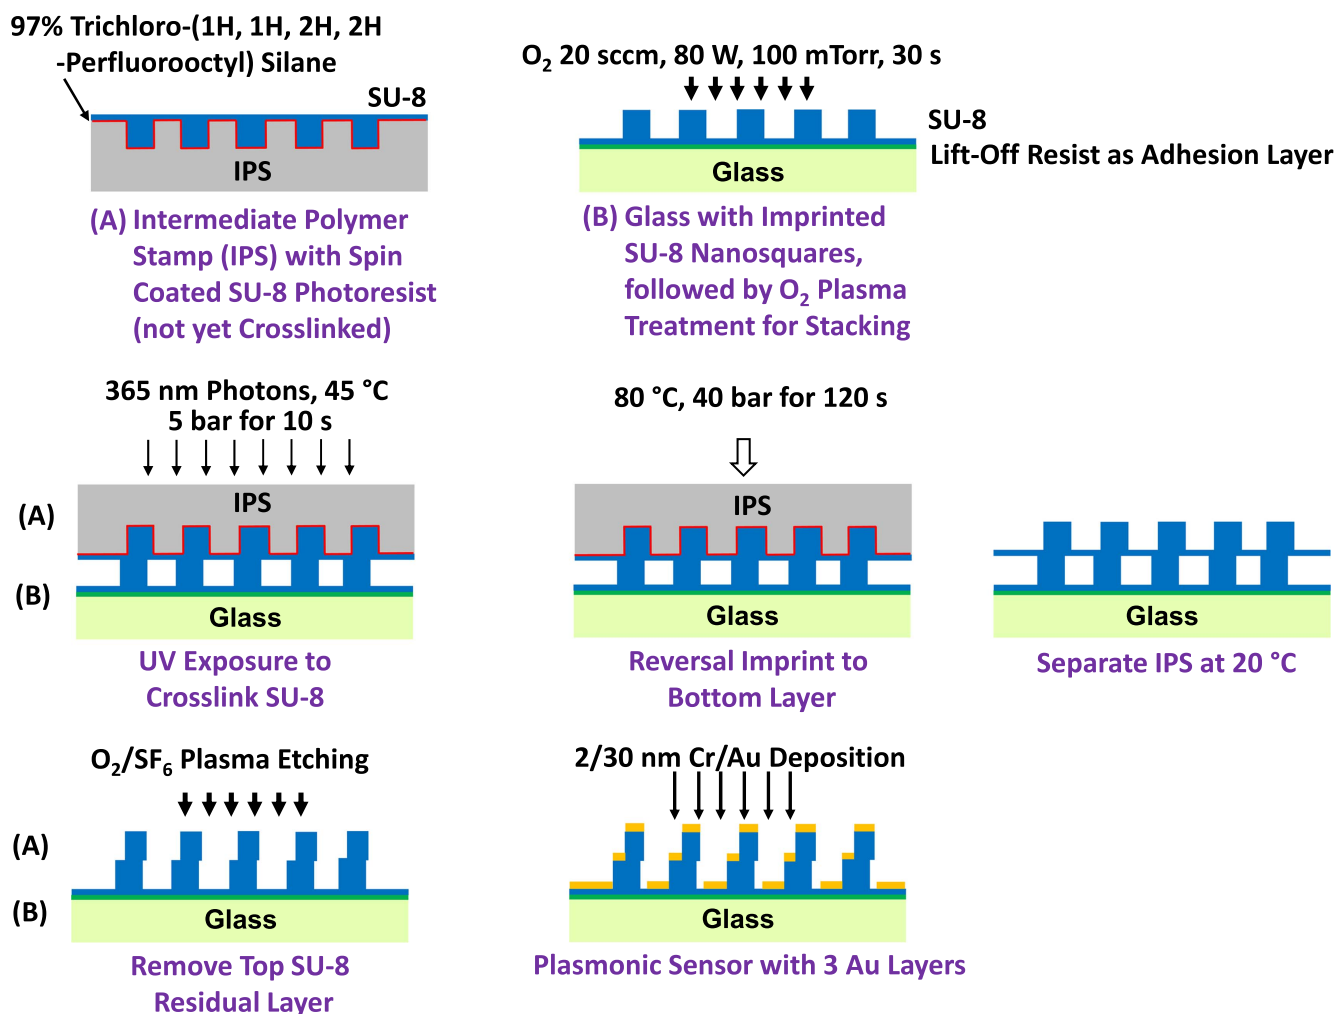 97% Trichloro-(1H, 1H, 2H, 2H
-Perfluorooctyl) Silane
SU-8
IPS
(A) Intermediate Polymer
Stamp (IPS) with Spin
Coated SU-8 Photoresist
(not yet Crosslinked)
O₂ 20 sccm, 80 W, 100 mTorr, 30 s
SU-8
Lift-Off Resist as Adhesion Layer
Glass
(B) Glass with Imprinted
SU-8 Nanosquares,
followed by O₂ Plasma
Treatment for Stacking
365 nm Photons, 45 °C
5 bar for 10 s
(A)
IPS
(B)
Glass
UV Exposure to
Crosslink SU-8
80 °C, 40 bar for 120 s
IPS
Glass
Reversal Imprint to
Bottom Layer
Glass
Separate IPS at 20 °C
O₂/SF₆ Plasma Etching
(A)
(B)
Glass
Remove Top SU-8
Residual Layer
2/30 nm Cr/Au Deposition
Glass
Plasmonic Sensor with 3 Au Layers